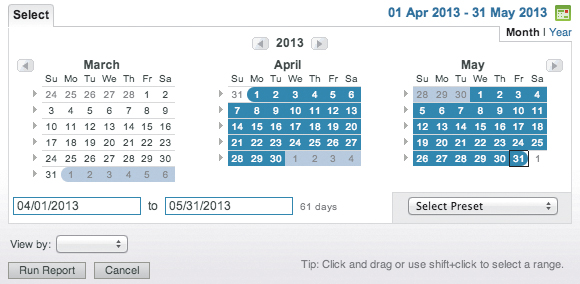 Select
01 Apr 2013 - 31 May 2013
Month | Year
2013
March April May
Su Mo Tu We Th Fr Sa Su Mo Tu We Th Fr Sa Su Mo Tu We Th Fr Sa
24 25 26 27 28 1 2 31 1 2 3 4 5 6 28 29 30 1 2 3 4
3 4 5 6 7 8 9 7 8 9 10 11 12 13 5 6 7 8 9 10 11
10 11 12 13 14 15 16 14 15 16 17 18 19 20 12 13 14 15 16 17 18
17 18 19 20 21 22 23 21 22 23 24 25 26 27 19 20 21 22 23 24 25
24 25 26 27 28 29 30 28 29 30 1 2 3 4 26 27 28 29 30 31 1
31 1 2 3 4 5 6
04/01/2013 to 05/31/2013 61 days Select Preset
View by:
Run Report Cancel Tip: Click and drag or use shift+click to select a range.